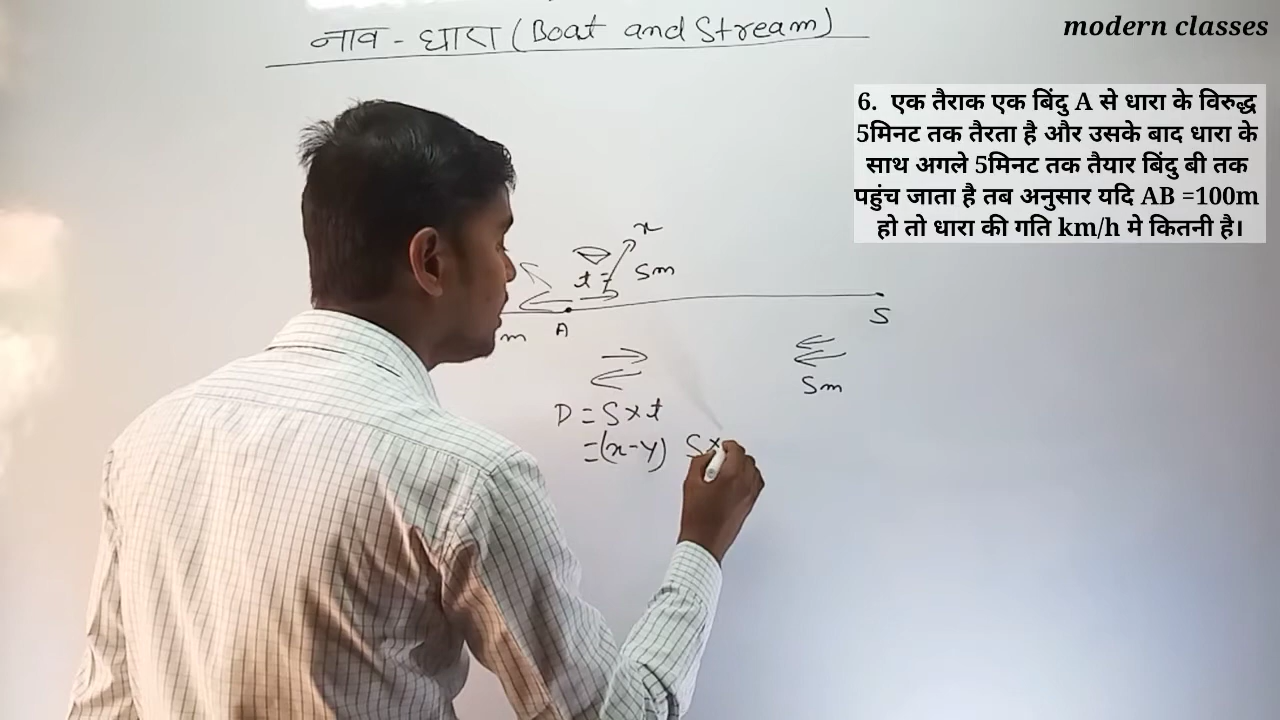 नाव - धारा (Boat and Stream)
modern classes
6. एक तैराक एक बिंदु A से धारा के विरुद्ध
5मिनट तक तैरता है और उसके बाद धारा के
साथ अगले 5मिनट तक तैयार बिंदु बी तक
पहुंच जाता है तब अनुसार यदि AB =100m
हो तो धारा की गति km/h मे कितनी है।
x
t = 5m
m A S
5m
D = S × t
= (x-y) 5×